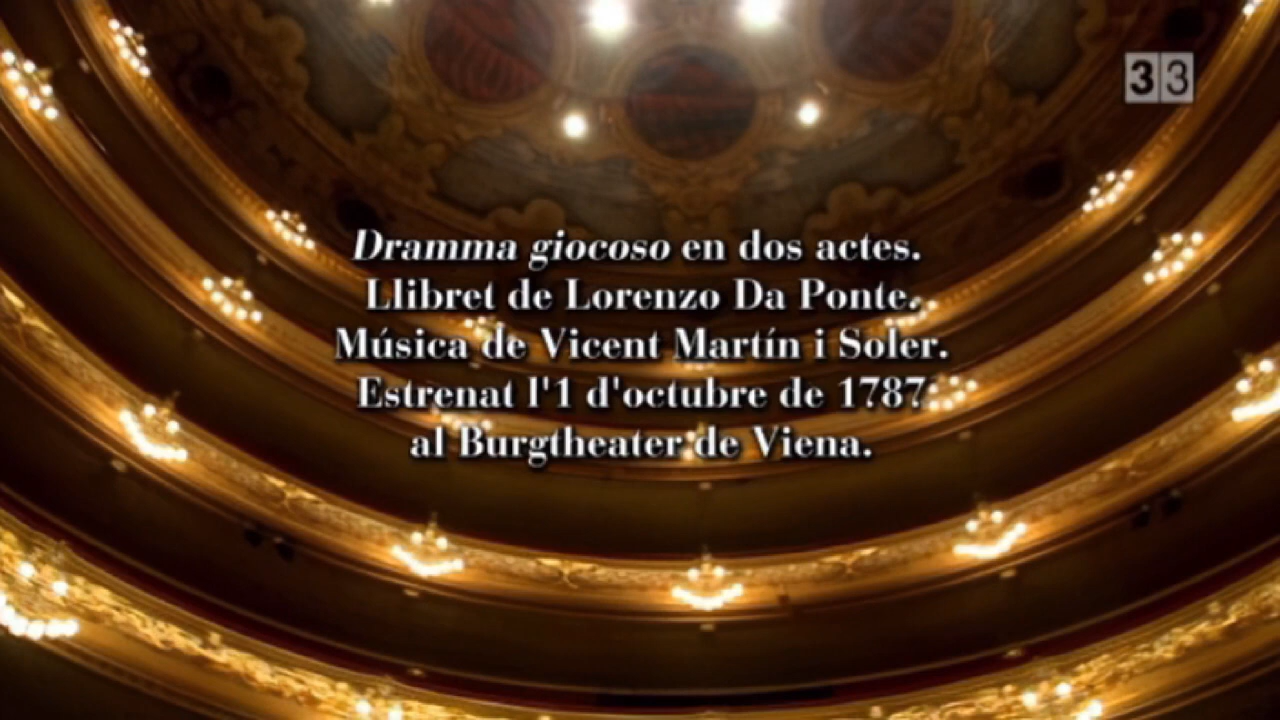 33
Dramma giocoso en dos actes.
Llibret de Lorenzo Da Ponte.
Música de Vicent Martín i Soler.
Estrenat l'1 d'octubre de 1787
al Burgtheater de Viena.